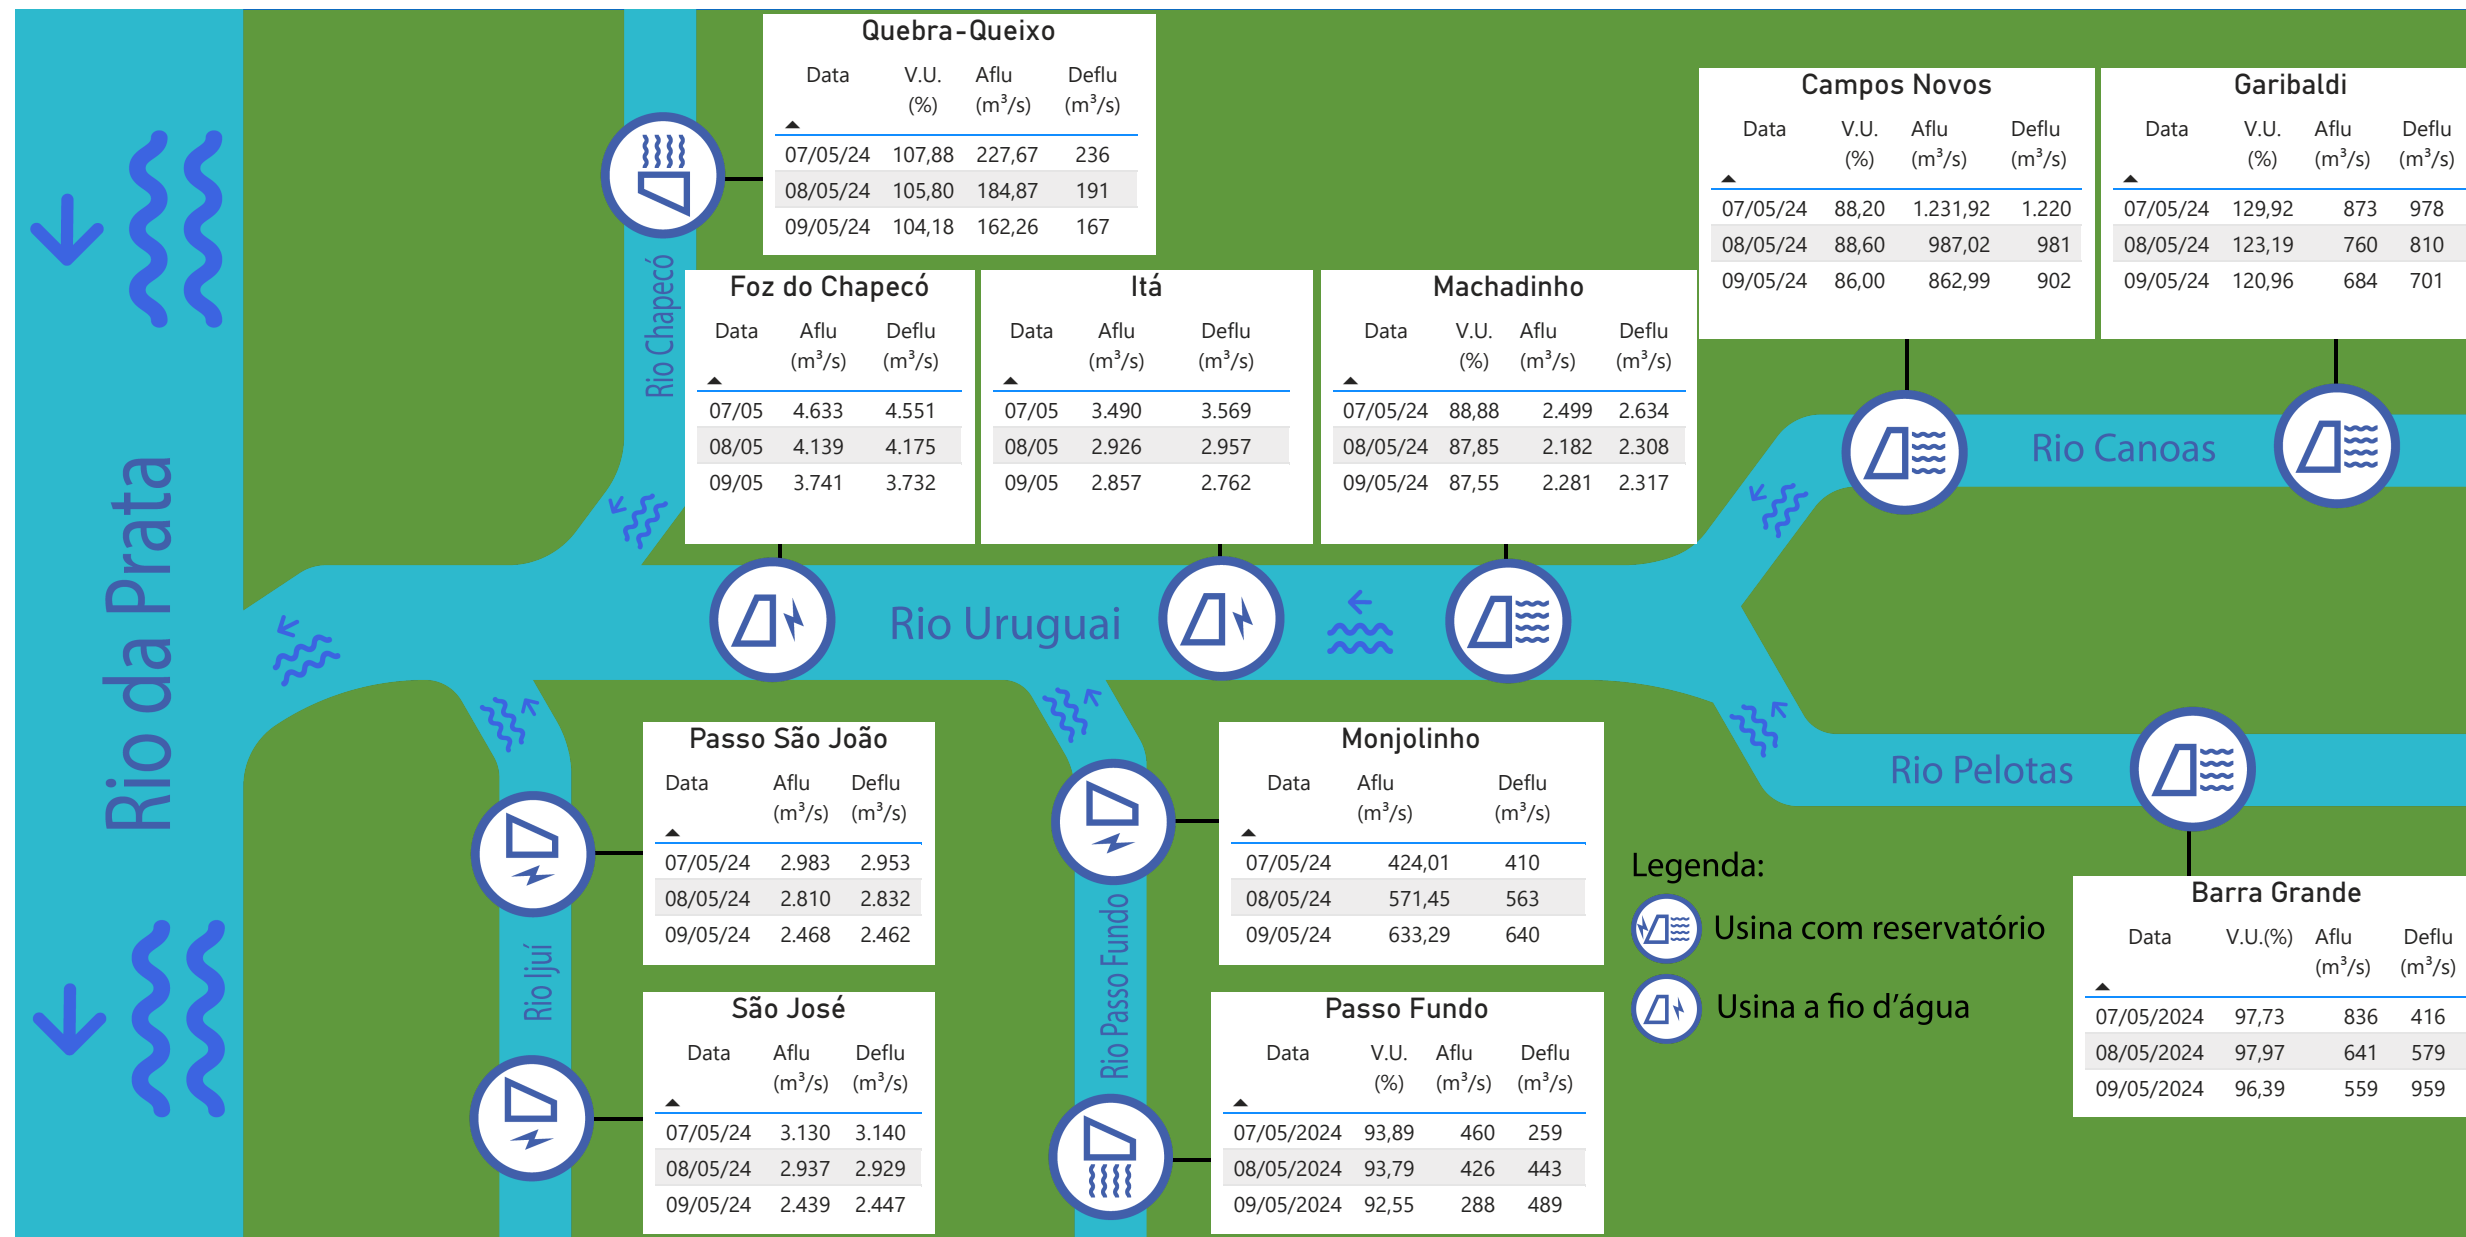 Quebra-Queixo
Data V.U. (%) Aflu (m³/s) Deflu (m³/s)
07/05/24 107,88 227,67 236
08/05/24 105,80 184,87 191
09/05/24 104,18 162,26 167
Campos Novos
Data V.U. (%) Aflu (m³/s) Deflu (m³/s)
07/05/24 88,20 1.231,92 1.220
08/05/24 88,60 987,02 981
09/05/24 86,00 862,99 902
Garibaldi
Data V.U. (%) Aflu (m³/s) Deflu (m³/s)
07/05/24 129,92 873 978
08/05/24 123,19 760 810
09/05/24 120,96 684 701
Rio Chapecó
Foz do Chapecó
Data Aflu (m³/s) Deflu (m³/s)
07/05 4.633 4.551
08/05 4.139 4.175
09/05 3.741 3.732
Itá
Data Aflu (m³/s) Deflu (m³/s)
07/05 3.490 3.569
08/05 2.926 2.957
09/05 2.857 2.762
Machadinho
Data V.U. (%) Aflu (m³/s) Deflu (m³/s)
07/05/24 88,88 2.499 2.634
08/05/24 87,85 2.182 2.308
09/05/24 87,55 2.281 2.317
Rio Canoas
Rio da Prata
Rio Uruguai
Rio Pelotas
Passo São João
Data Aflu (m³/s) Deflu (m³/s)
07/05/24 2.983 2.953
08/05/24 2.810 2.832
09/05/24 2.468 2.462
Monjolinho
Data Aflu (m³/s) Deflu (m³/s)
07/05/24 424,01 410
08/05/24 571,45 563
09/05/24 633,29 640
Rio Ijuí
Rio Passo Fundo
Legenda:
Usina com reservatório
Usina a fio d'água
Barra Grande
Data V.U.(%) Aflu (m³/s) Deflu (m³/s)
07/05/2024 97,73 836 416
08/05/2024 97,97 641 579
09/05/2024 96,39 559 959
São José
Data Aflu (m³/s) Deflu (m³/s)
07/05/24 3.130 3.140
08/05/24 2.937 2.929
09/05/24 2.439 2.447
Passo Fundo
Data V.U. (%) Aflu (m³/s) Deflu (m³/s)
07/05/2024 93,89 460 259
08/05/2024 93,79 426 443
09/05/2024 92,55 288 489